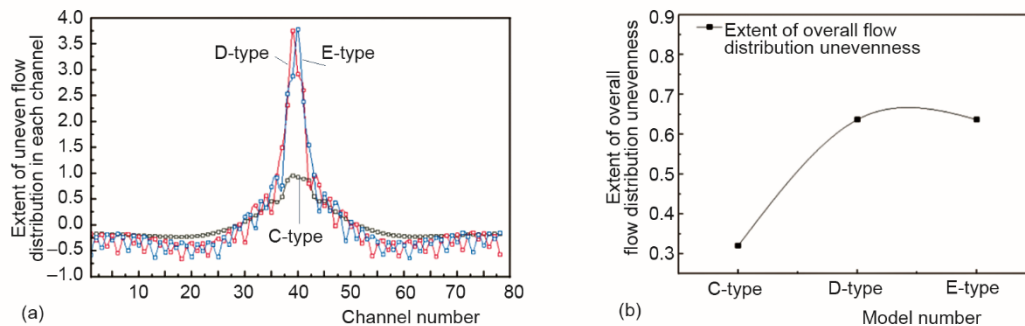 4.0
3.5
3.0
2.5
2.0
1.5
1.0
0.5
0.0
–0.5
–1.0
Extent of uneven flow
distribution in each channel
D-type
E-type
C-type
10 20 30 40 50 60 70 80
(a)
Channel number
0.9
0.8
0.7
0.6
0.5
0.4
0.3
Extent of overall
flow distribution unevenness
Extent of overall flow
distribution unevenness
C-type D-type E-type
(b)
Model number